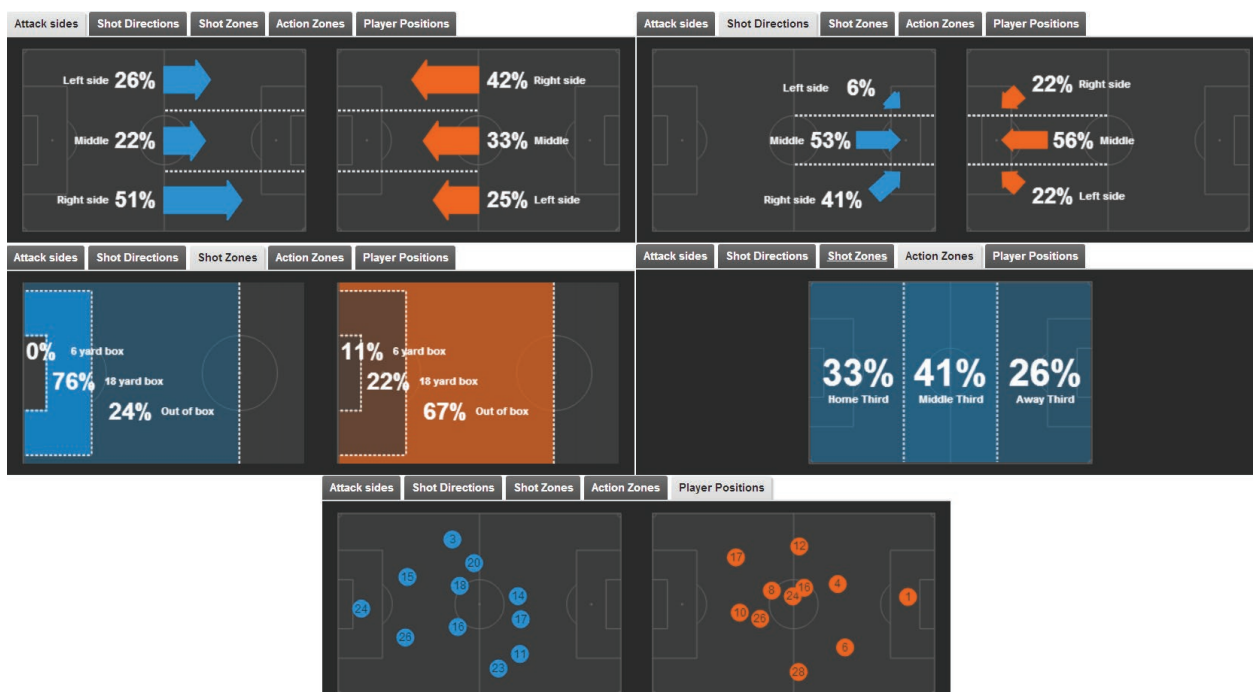 Attack sides Shot Directions Shot Zones Action Zones Player Positions
Left side 26%
Middle 22%
Right side 51%
42% Right side
33% Middle
25% Left side
Attack sides Shot Directions Shot Zones Action Zones Player Positions
Left side 6%
Middle 53%
Right side 41%
22% Right side
56% Middle
22% Left side
Attack sides Shot Directions Shot Zones Action Zones Player Positions
0% 6 yard box
76% 18 yard box
24% Out of box
11% 6 yard box
22% 18 yard box
67% Out of box
Attack sides Shot Directions Shot Zones Action Zones Player Positions
33% 41% 26%
Home Third Middle Third Away Third
Attack sides Shot Directions Shot Zones Action Zones Player Positions
3
20
15
18
14
24
17
16
26
11
23
12
17
4
16
8
24
1
10
26
6
28